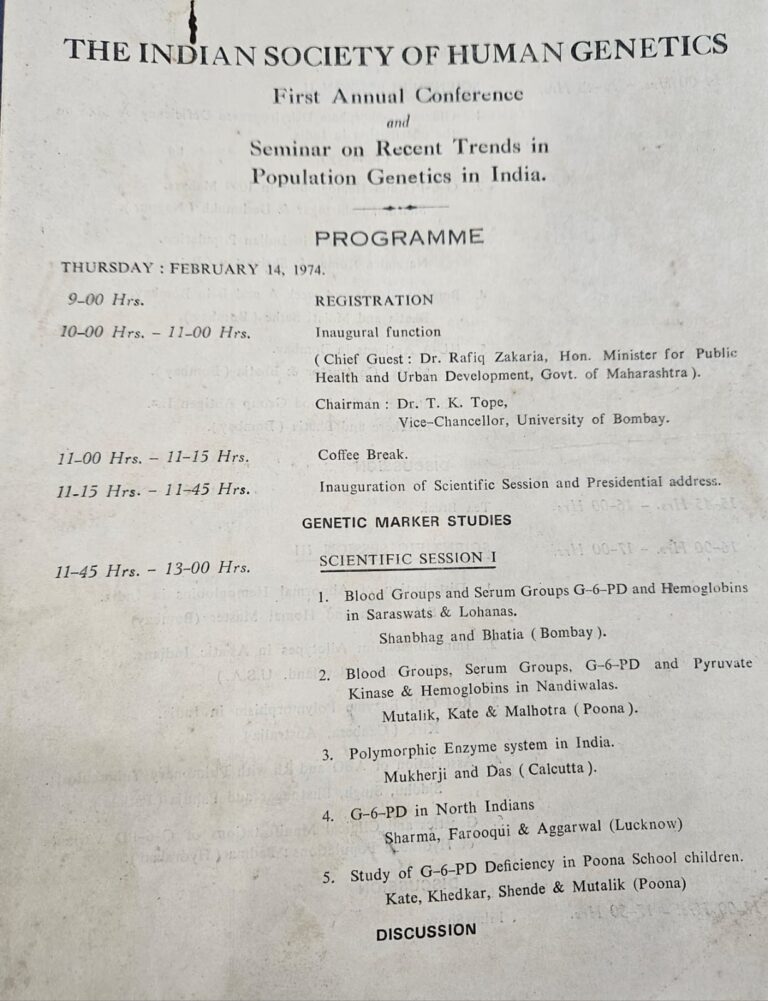 THE INDIAN SOCIETY OF HUMAN GENETICS
First Annual Conference
and
Seminar on Recent Trends in
Population Genetics in India.
PROGRAMME
THURSDAY : FEBRUARY 14, 1974.
9-00 Hrs. REGISTRATION
10-00 Hrs. - 11-00 Hrs. Inaugural function
( Chief Guest : Dr. Rafiq Zakaria, Hon. Minister for Public
Health and Urban Development, Govt. of Maharashtra ).
Chairman : Dr. T. K. Tope,
Vice-Chancellor, University of Bombay.
11-00 Hrs. - 11-15 Hrs. Coffee Break.
11-15 Hrs. - 11-45 Hrs. Inauguration of Scientific Session and Presidential address.
GENETIC MARKER STUDIES
11-45 Hrs. - 13-00 Hrs. SCIENTIFIC SESSION I
1. Blood Groups and Serum Groups G-6-PD and Hemoglobins
in Saraswats & Lohanas.
Shanbhag and Bhatia ( Bombay ).
2. Blood Groups, Serum Groups, G-6-PD and Pyruvate
Kinase & Hemoglobins in Nandiwalas.
Mutalik, Kate & Malhotra ( Poona ).
3. Polymorphic Enzyme system in India.
Mukherji and Das ( Calcutta ).
4. G-6-PD in North Indians
Sharma, Farooqui & Aggarwal (Lucknow)
5. Study of G-6-PD Deficiency in Poona School children.
Kate, Khedkar, Shende & Mutalik (Poona)
DISCUSSION